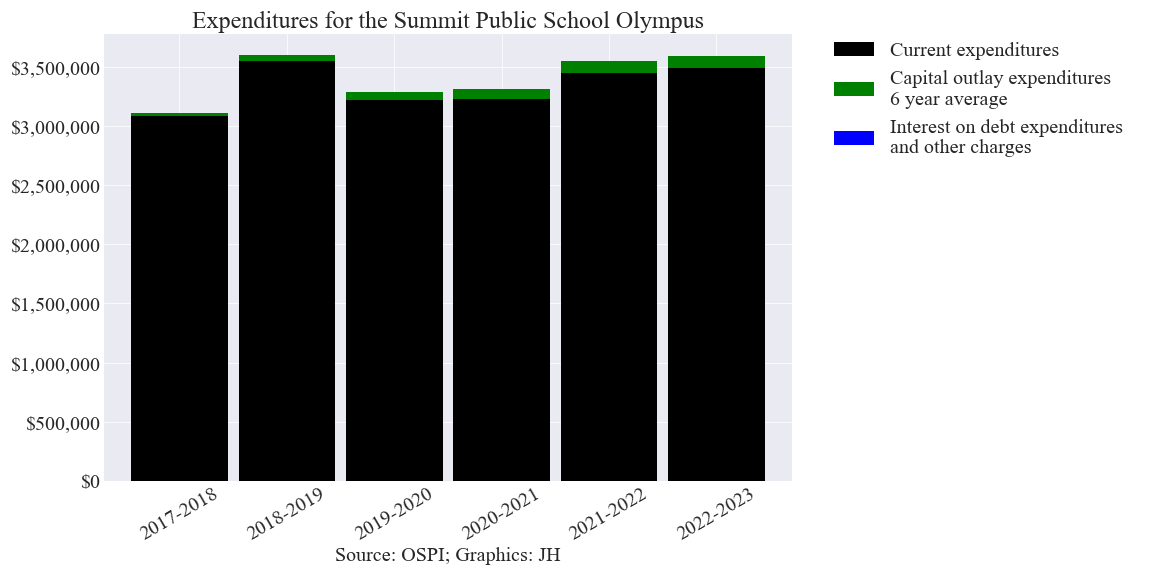 Expenditures for the Summit Public School Olympus
$3,500,000
$3,000,000
$2,500,000
$2,000,000
$1,500,000
$1,000,000
$500,000
$0
2017-2018
2018-2019
2019-2020
2020-2021
2021-2022
2022-2023
Source: OSPI; Graphics: JH
Current expenditures
Capital outlay expenditures
6 year average
Interest on debt expenditures
and other charges